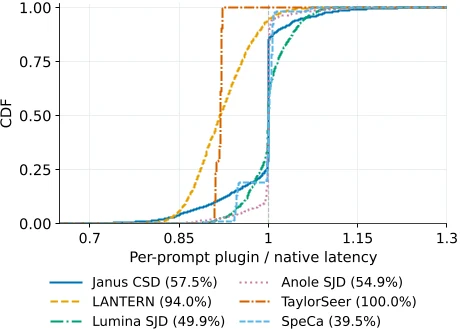 1.00
0.75
0.50
0.25
0.00
CDF
0.7 0.85 1 1.15 1.3
Per-prompt plugin / native latency
Janus CSD (57.5%) Anole SJD (54.9%)
LANTERN (94.0%) TaylorSeer (100.0%)
Lumina SJD (49.9%) SpeCa (39.5%)